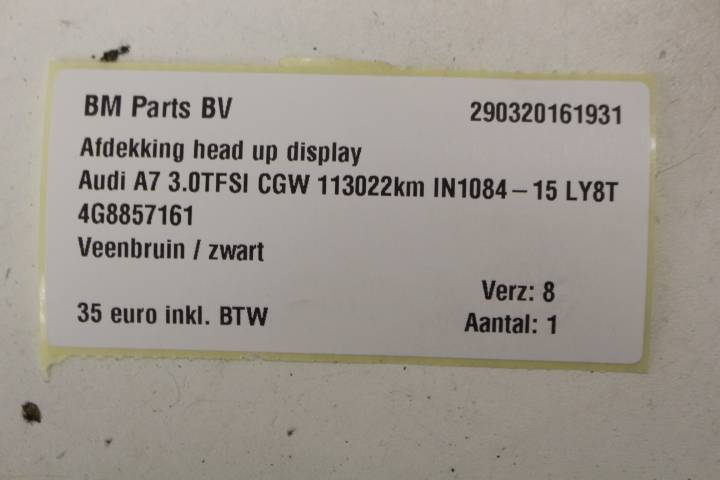 BM Parts BV 290320161931
Afdekking head up display
Audi A7 3.0TFSI CGW 113022km IN1084 – 15 LY8T
4G8857161
Veenbruin / zwart
Verz: 8
35 euro inkl. BTW
Aantal: 1